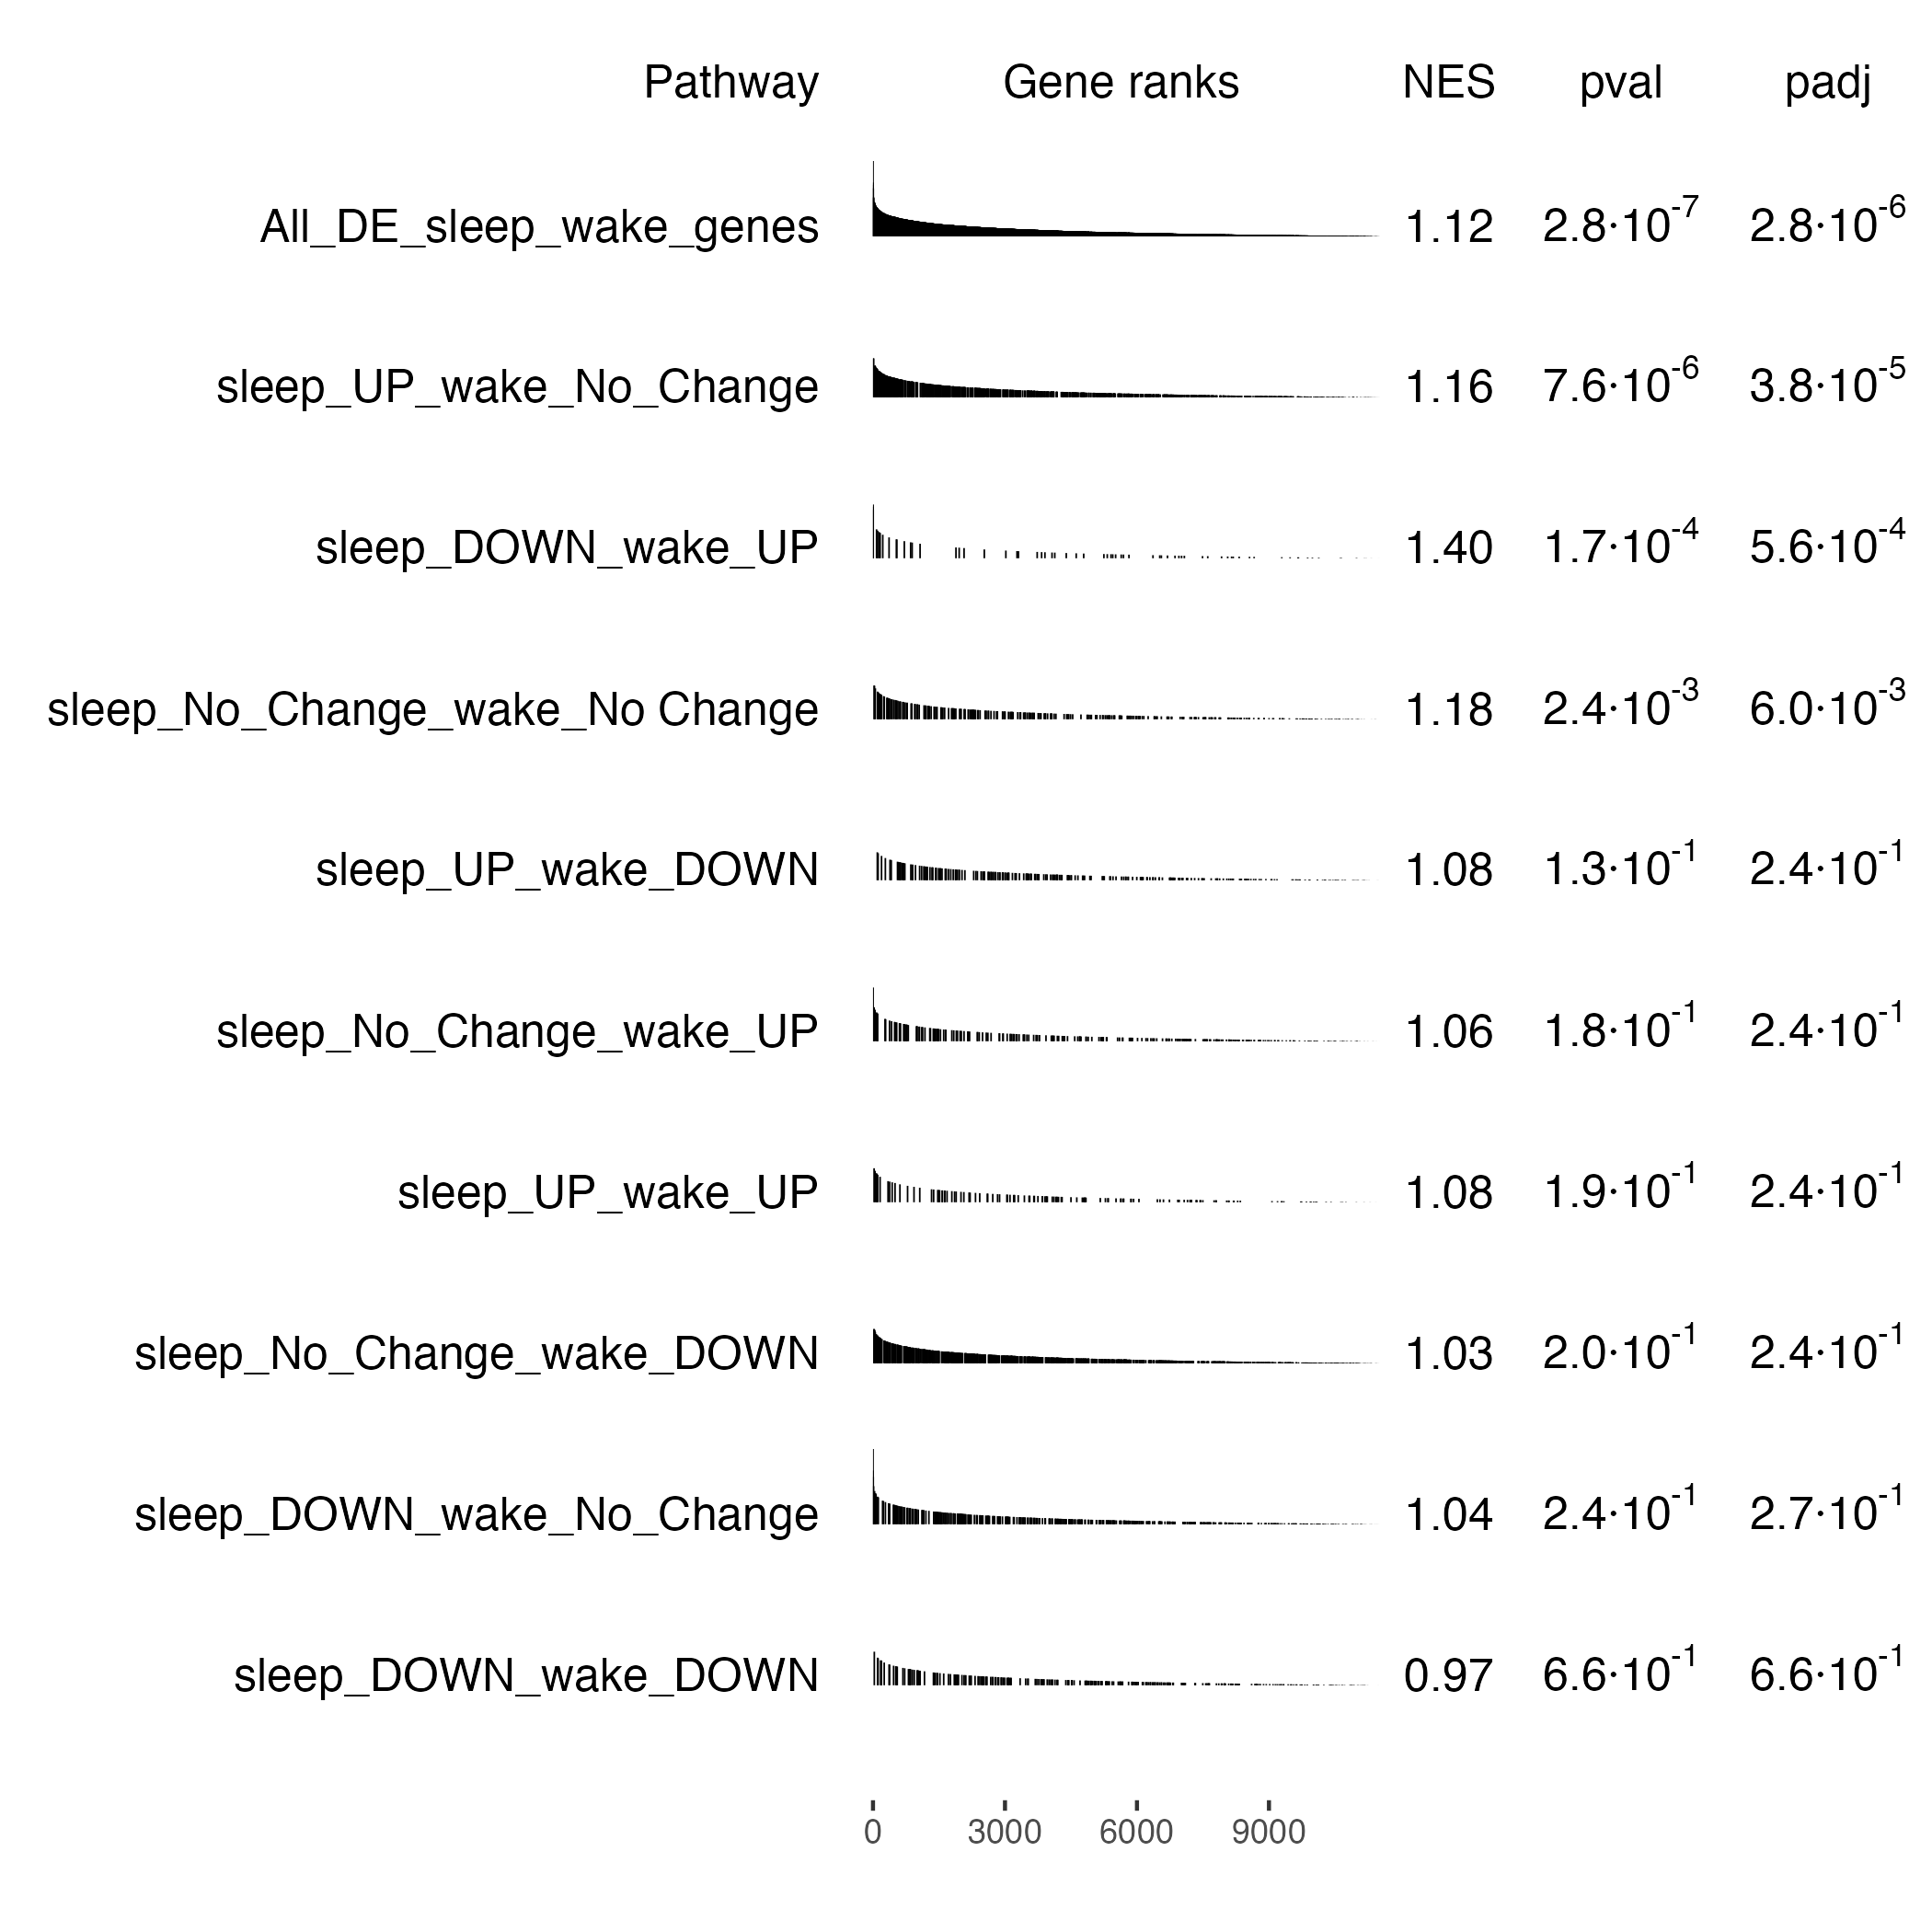 Pathway Gene ranks NES pval padj
All_DE_sleep_wake_genes 1.12 2.8·10⁻⁷ 2.8·10⁻⁶
sleep_UP_wake_No_Change 1.16 7.6·10⁻⁶ 3.8·10⁻⁵
sleep_DOWN_wake_UP 1.40 1.7·10⁻⁴ 5.6·10⁻⁴
sleep_No_Change_wake_No Change 1.18 2.4·10⁻³ 6.0·10⁻³
sleep_UP_wake_DOWN 1.08 1.3·10⁻¹ 2.4·10⁻¹
sleep_No_Change_wake_UP 1.06 1.8·10⁻¹ 2.4·10⁻¹
sleep_UP_wake_UP 1.08 1.9·10⁻¹ 2.4·10⁻¹
sleep_No_Change_wake_DOWN 1.03 2.0·10⁻¹ 2.4·10⁻¹
sleep_DOWN_wake_No_Change 1.04 2.4·10⁻¹ 2.7·10⁻¹
sleep_DOWN_wake_DOWN 0.97 6.6·10⁻¹ 6.6·10⁻¹
0 3000 6000 9000